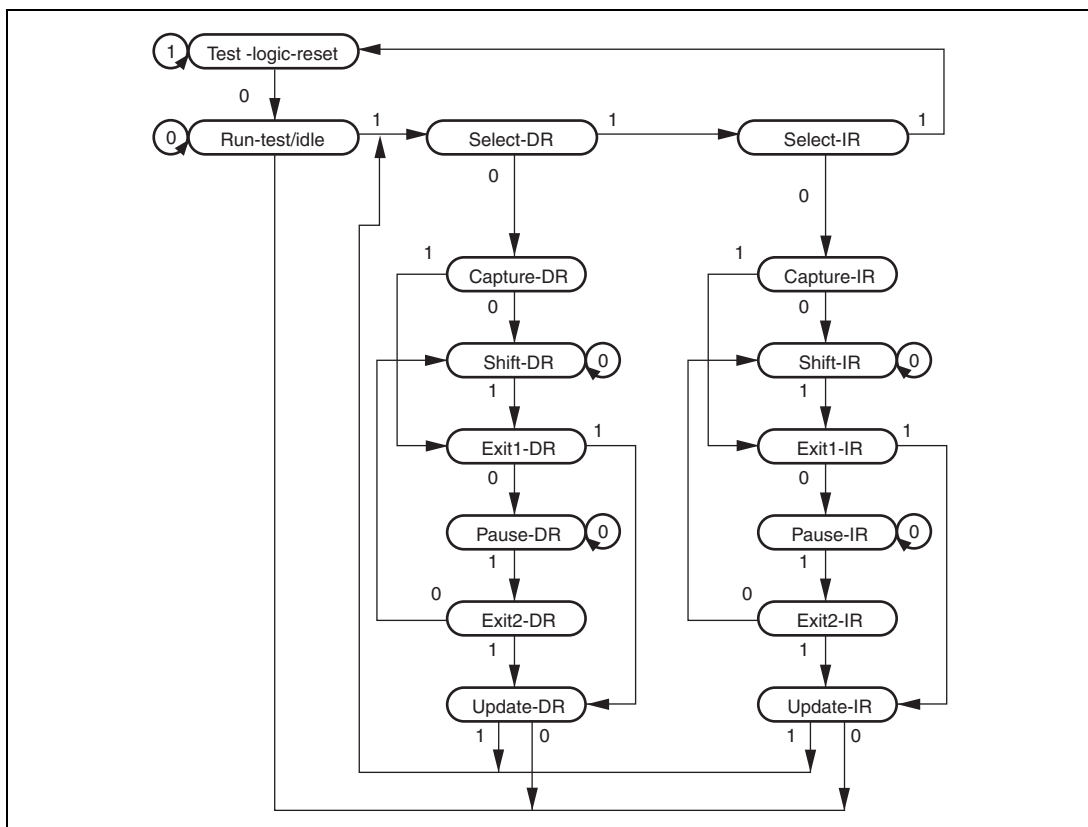 1 Test -logic-reset
0
0 Run-test/idle 1 Select-DR 1 Select-IR 1
0 0
1 1
Capture-DR Capture-IR
0 0
Shift-DR 0 Shift-IR 0
1 1
Exit1-DR 1 Exit1-IR 1
0 0
Pause-DR 0 Pause-IR 0
1 1
0 0
Exit2-DR Exit2-IR
1 1
Update-DR Update-IR
1 0 1 0